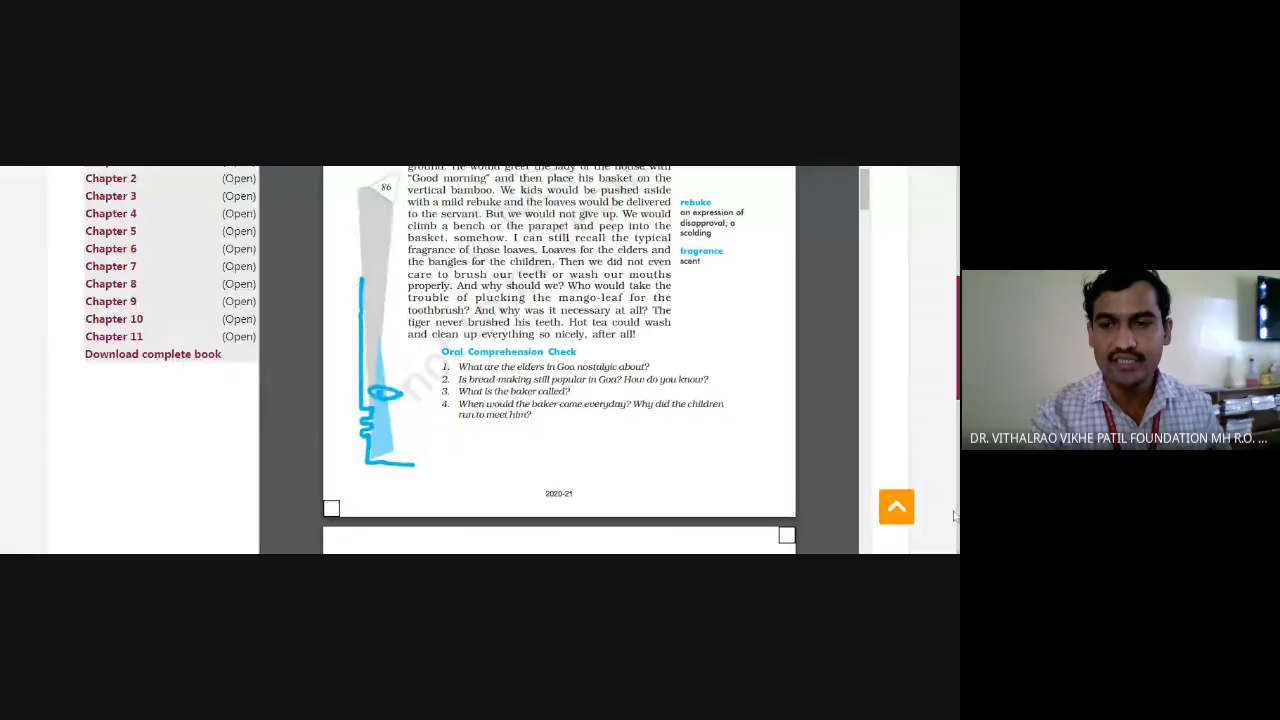 Chapter 2 (Open)
Chapter 3 (Open)
Chapter 4 (Open)
Chapter 5 (Open)
Chapter 6 (Open)
Chapter 7 (Open)
Chapter 8 (Open)
Chapter 9 (Open)
Chapter 10 (Open)
Chapter 11 (Open)
Download complete book
86
ground. He would greet the lady of the house with
"Good morning" and then place his basket on the
vertical bamboo. We kids would be pushed aside
with a mild rebuke and the loaves would be delivered
to the servant. But we would not give up. We would
climb a bench or the parapet and peep into the
basket, somehow. I can still recall the typical
fragrance of those loaves. Loaves for the elders and
the bangles for the children. Then we did not even
care to brush our teeth or wash our mouths
properly. And why should we? Who would take the
trouble of plucking the mango-leaf for the
toothbrush? And why was it necessary at all? The
tiger never brushed his teeth. Hot tea could wash
and clean up everything so nicely, after all!
rebuke
an expression of
disapproval; a
scolding
fragrance
scent
Oral Comprehension Check
1. What are the elders in Goa nostalgic about?
2. Is bread-making still popular in Goa? How do you know?
3. What is the baker called?
4. When would the baker come everyday? Why did the children
run to meet him?
2020-21
DR. VITHALRAO VIKHE PATIL FOUNDATION MH R.O. ...